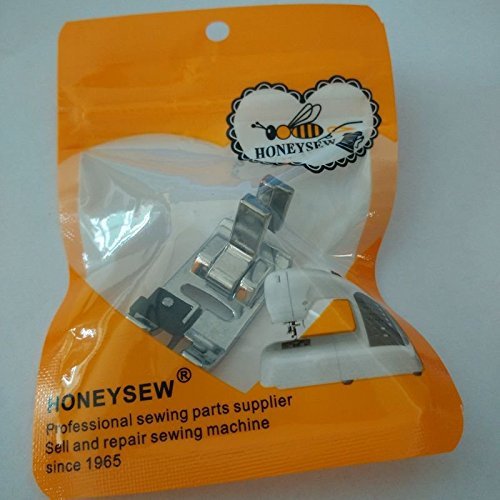 HONEYSEW
HONEYSEW®
Professional sewing parts supplier
Sell and repair sewing machine
since 1965